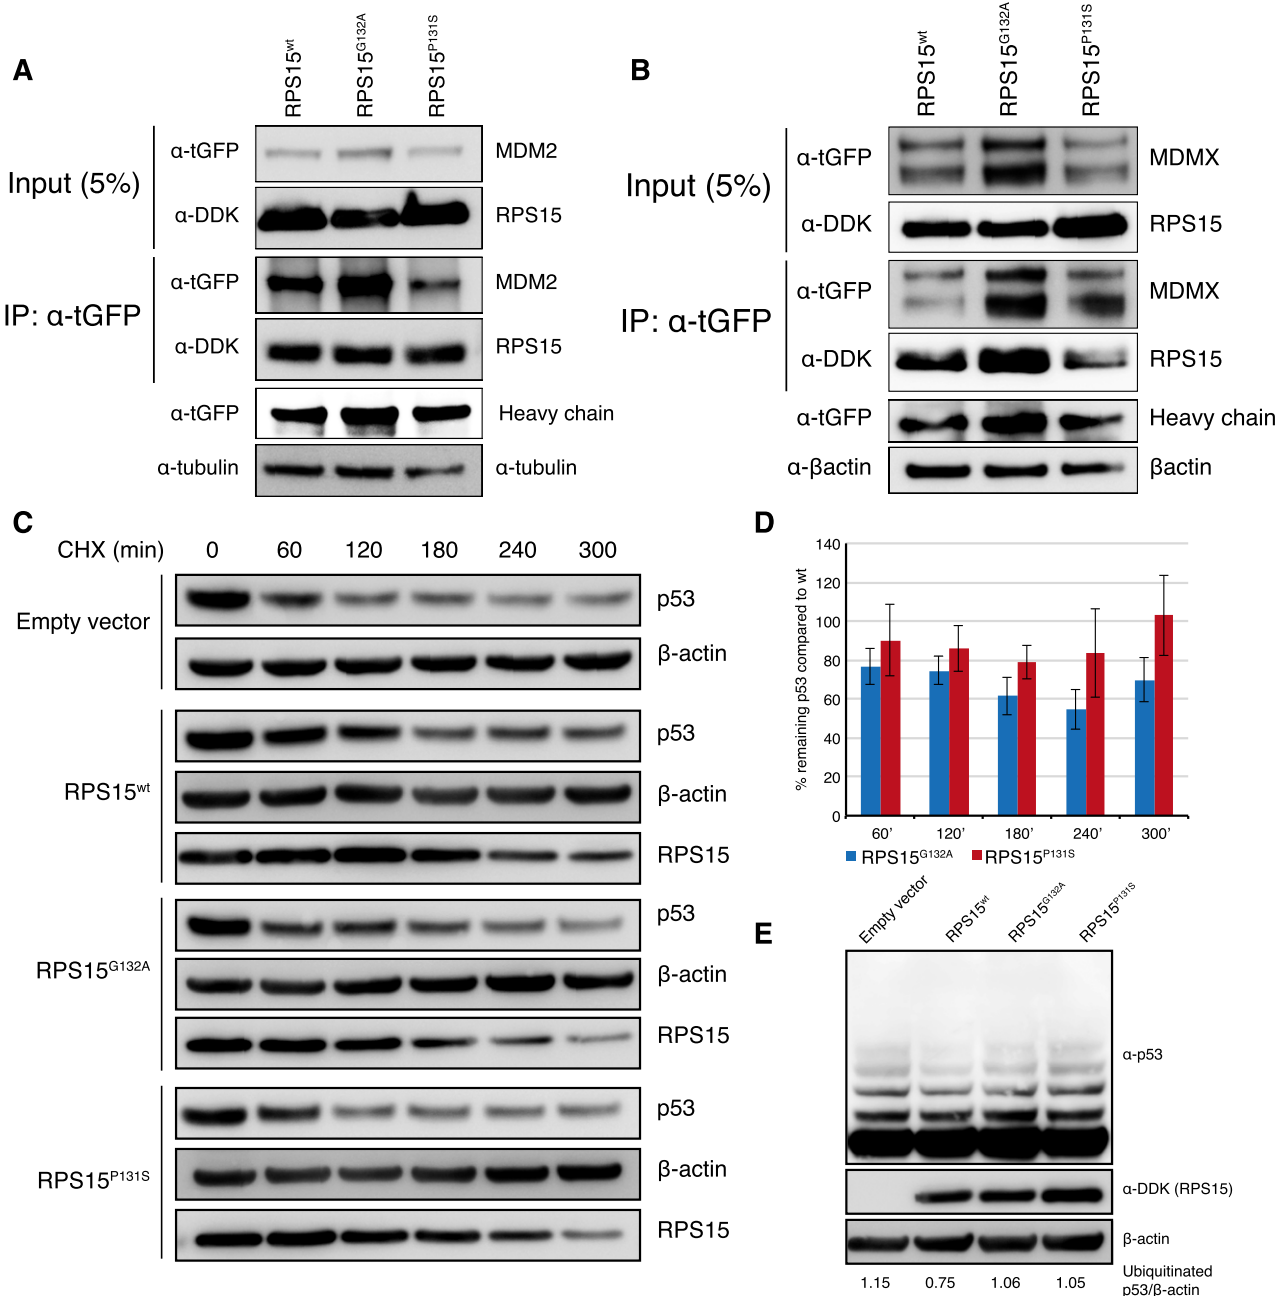 A
RPS15wt
RPS15G132A
RPS15P131S
Input (5%)
α-tGFP
MDM2
α-DDK
RPS15
IP: α-tGFP
α-tGFP
MDM2
α-DDK
RPS15
α-tGFP
Heavy chain
α-tubulin
α-tubulin
B
RPS15wt
RPS15G132A
RPS15P131S
Input (5%)
α-tGFP
MDMX
α-DDK
RPS15
IP: α-tGFP
α-tGFP
MDMX
α-DDK
RPS15
α-tGFP
Heavy chain
α-βactin
βactin
C
CHX (min) 0 60 120 180 240 300
Empty vector
p53
β-actin
RPS15wt
p53
β-actin
RPS15
RPS15G132A
p53
β-actin
RPS15
RPS15P131S
p53
β-actin
RPS15
D
% remaining p53 compared to wt
140
120
100
80
60
40
20
0
60’ 120’ 180’ 240’ 300’
RPS15G132A RPS15P131S
E
Empty vector
RPS15wt
RPS15G132A
RPS15P131S
α-p53
α-DDK (RPS15)
β-actin
1.15 0.75 1.06 1.05
Ubiquitinated
p53/β-actin